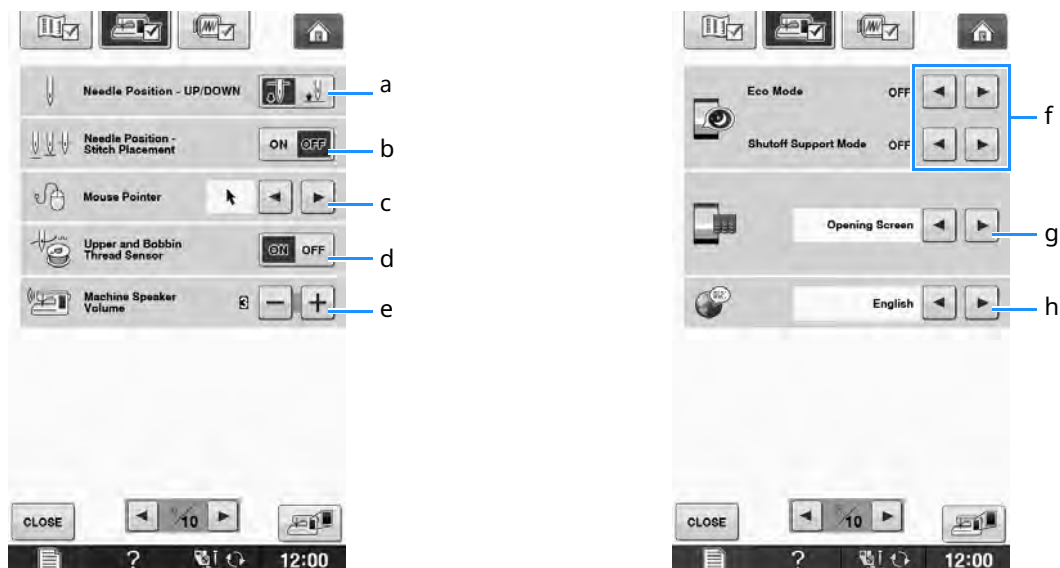 Needle Position - UP/DOWN
a
Needle Position -
Stitch Placement
ON OFF
b
Mouse Pointer
c
Upper and Bobbin
Thread Sensor
ON OFF
d
Machine Speaker
Volume
3
e
CLOSE
10
?
12:00
Eco Mode
OFF
Shutoff Support Mode
OFF
f
Opening Screen
g
English
h
CLOSE
10
?
12:00